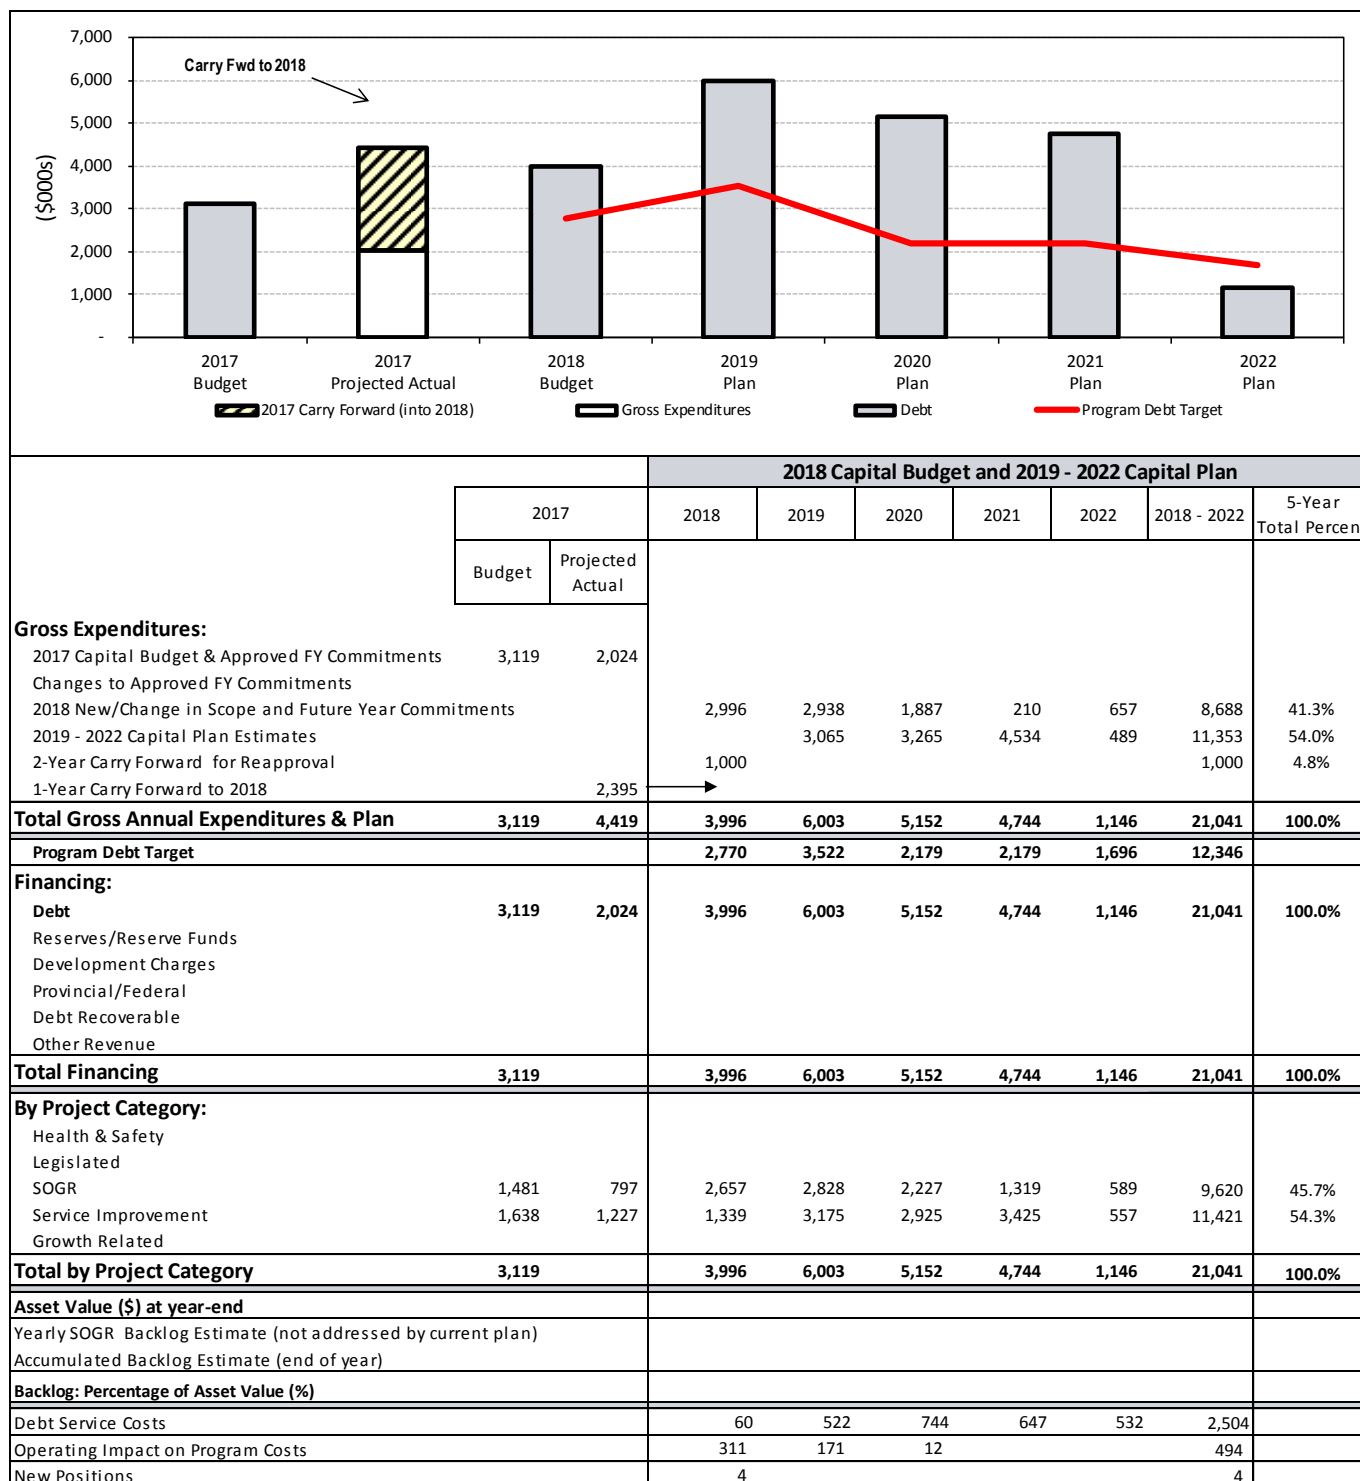 7,000
6,000
5,000
4,000
3,000
2,000
1,000
-
($000s)
Carry Fwd to 2018
2017 Budget
2017 Projected Actual
2018 Budget
2019 Plan
2020 Plan
2021 Plan
2022 Plan
2017 Carry Forward (into 2018) Gross Expenditures Debt Program Debt Target
2018 Capital Budget and 2019 - 2022 Capital Plan
2017 2018 2019 2020 2021 2022 2018 - 2022 5-Year Total Percen
Budget Projected Actual
Gross Expenditures:
2017 Capital Budget & Approved FY Commitments 3,119 2,024
Changes to Approved FY Commitments
2018 New/Change in Scope and Future Year Commitments 2,996 2,938 1,887 210 657 8,688 41.3%
2019 - 2022 Capital Plan Estimates 3,065 3,265 4,534 489 11,353 54.0%
2-Year Carry Forward for Reapproval 1,000 1,000 4.8%
1-Year Carry Forward to 2018 2,395
Total Gross Annual Expenditures & Plan 3,119 4,419 3,996 6,003 5,152 4,744 1,146 21,041 100.0%
Program Debt Target 2,770 3,522 2,179 2,179 1,696 12,346
Financing:
Debt 3,119 2,024 3,996 6,003 5,152 4,744 1,146 21,041 100.0%
Reserves/Reserve Funds
Development Charges
Provincial/Federal
Debt Recoverable
Other Revenue
Total Financing 3,119 3,996 6,003 5,152 4,744 1,146 21,041 100.0%
By Project Category:
Health & Safety
Legislated
SOGR 1,481 797 2,657 2,828 2,227 1,319 589 9,620 45.7%
Service Improvement 1,638 1,227 1,339 3,175 2,925 3,425 557 11,421 54.3%
Growth Related
Total by Project Category 3,119 3,996 6,003 5,152 4,744 1,146 21,041 100.0%
Asset Value ($) at year-end
Yearly SOGR Backlog Estimate (not addressed by current plan)
Accumulated Backlog Estimate (end of year)
Backlog: Percentage of Asset Value (%)
Debt Service Costs 60 522 744 647 532 2,504
Operating Impact on Program Costs 311 171 12 494
New Positions 4 4